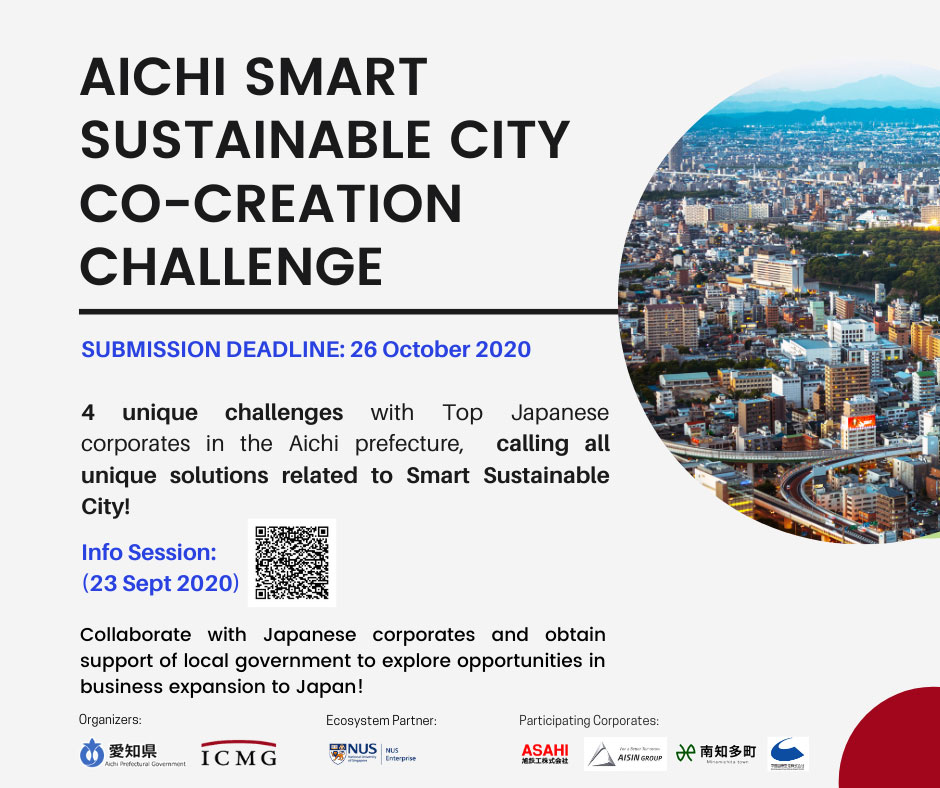 AICHI SMART
SUSTAINABLE CITY
CO-CREATION
CHALLENGE
SUBMISSION DEADLINE: 26 October 2020
4 unique challenges with Top Japanese
corporates in the Aichi prefecture, calling all
unique solutions related to Smart Sustainable
City!
Info Session:
(23 Sept 2020)
Collaborate with Japanese corporates and obtain
support of local government to explore opportunities in
business expansion to Japan!
Organizers:
Ecosystem Partner:
Participating Corporates:
愛知県
Aichi Prefectural Government
ICMG
NUS
National University
of Singapore
NUS
Enterprise
ASAHI
旭鉄工株式会社
AISIN GROUP
南知多町
Minamichita town